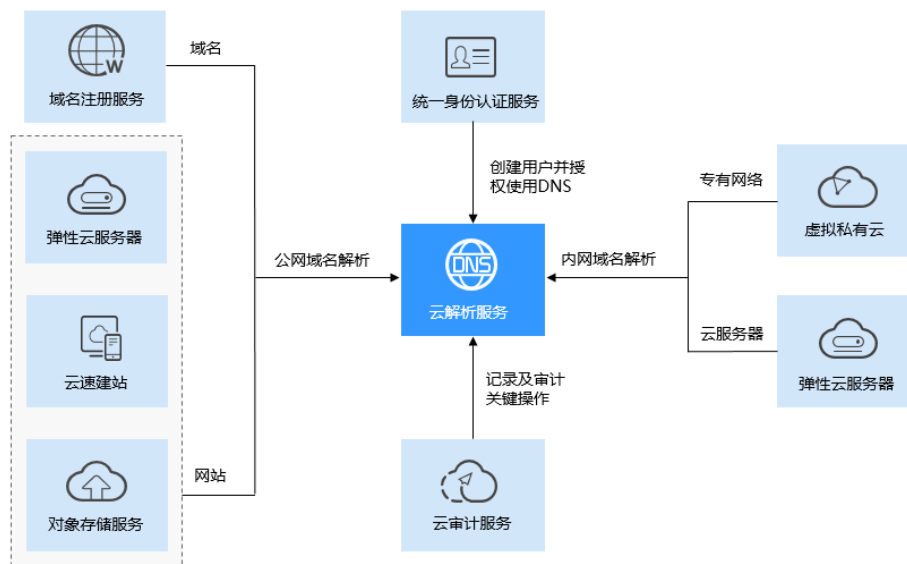 域名注册服务
W
域名
统一身份认证服务
创建用户并授
权使用DNS
弹性云服务器
云速建站
对象存储服务
网站
公网域名解析
DNS
云解析服务
内网域名解析
专有网络
虚拟私有云
云服务器
弹性云服务器
记录及审计
关键操作
云审计服务